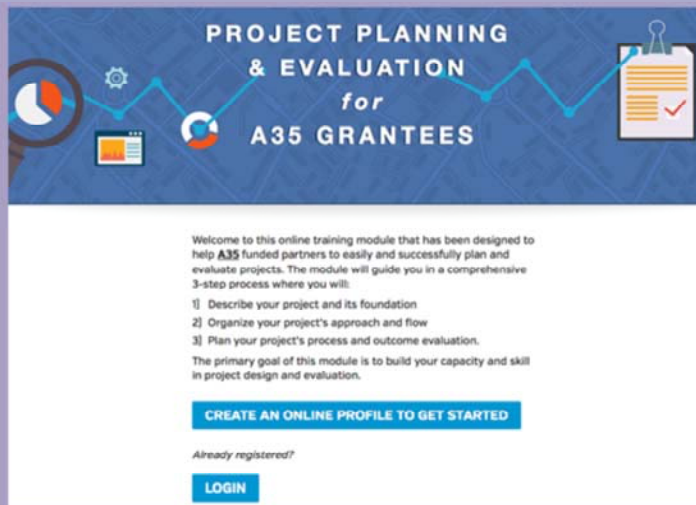 PROJECT PLANNING
& EVALUATION
for
A35 GRANTEES
Welcome to this online training module that has been designed to
help A35 funded partners to easily and successfully plan and
evaluate projects. The module will guide you in a comprehensive
3-step process where you will:
1] Describe your project and its foundation
2] Organize your project's approach and flow
3] Plan your project's process and outcome evaluation.
The primary goal of this module is to build your capacity and skill
in project design and evaluation.
CREATE AN ONLINE PROFILE TO GET STARTED
Already registered?
LOGIN